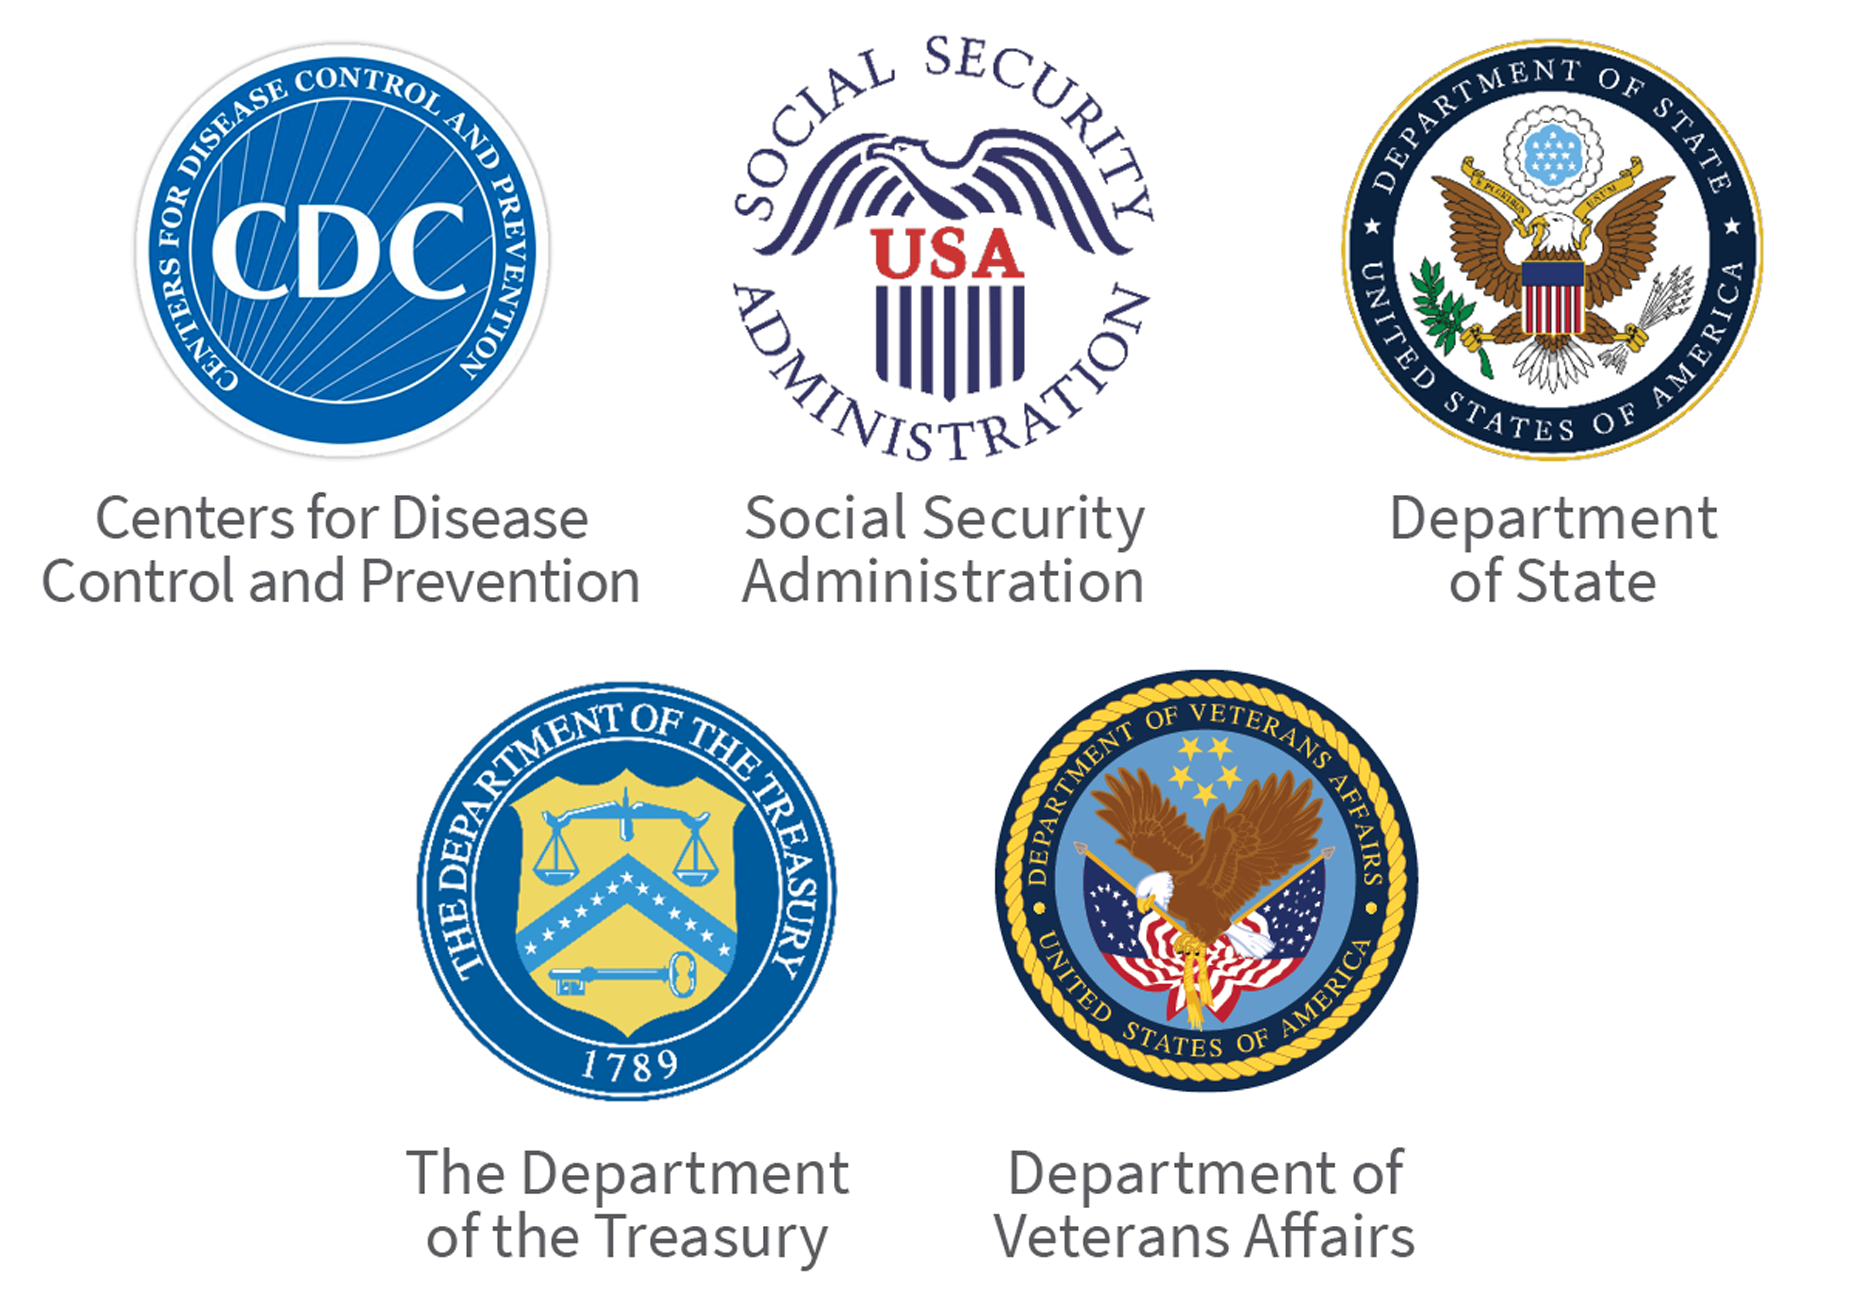 CENTERS FOR DISEASE CONTROL AND PREVENTION
CDC
SOCIAL SECURITY
USA
ADMINISTRATION
DEPARTMENT OF STATE
E PLURIBUS UNUM
UNITED STATES OF AMERICA
Centers for Disease
Control and Prevention
Social Security
Administration
Department
of State
THE DEPARTMENT OF THE TREASURY
1789
DEPARTMENT OF VETERANS AFFAIRS
UNITED STATES OF AMERICA
The Department
of the Treasury
Department of
Veterans Affairs